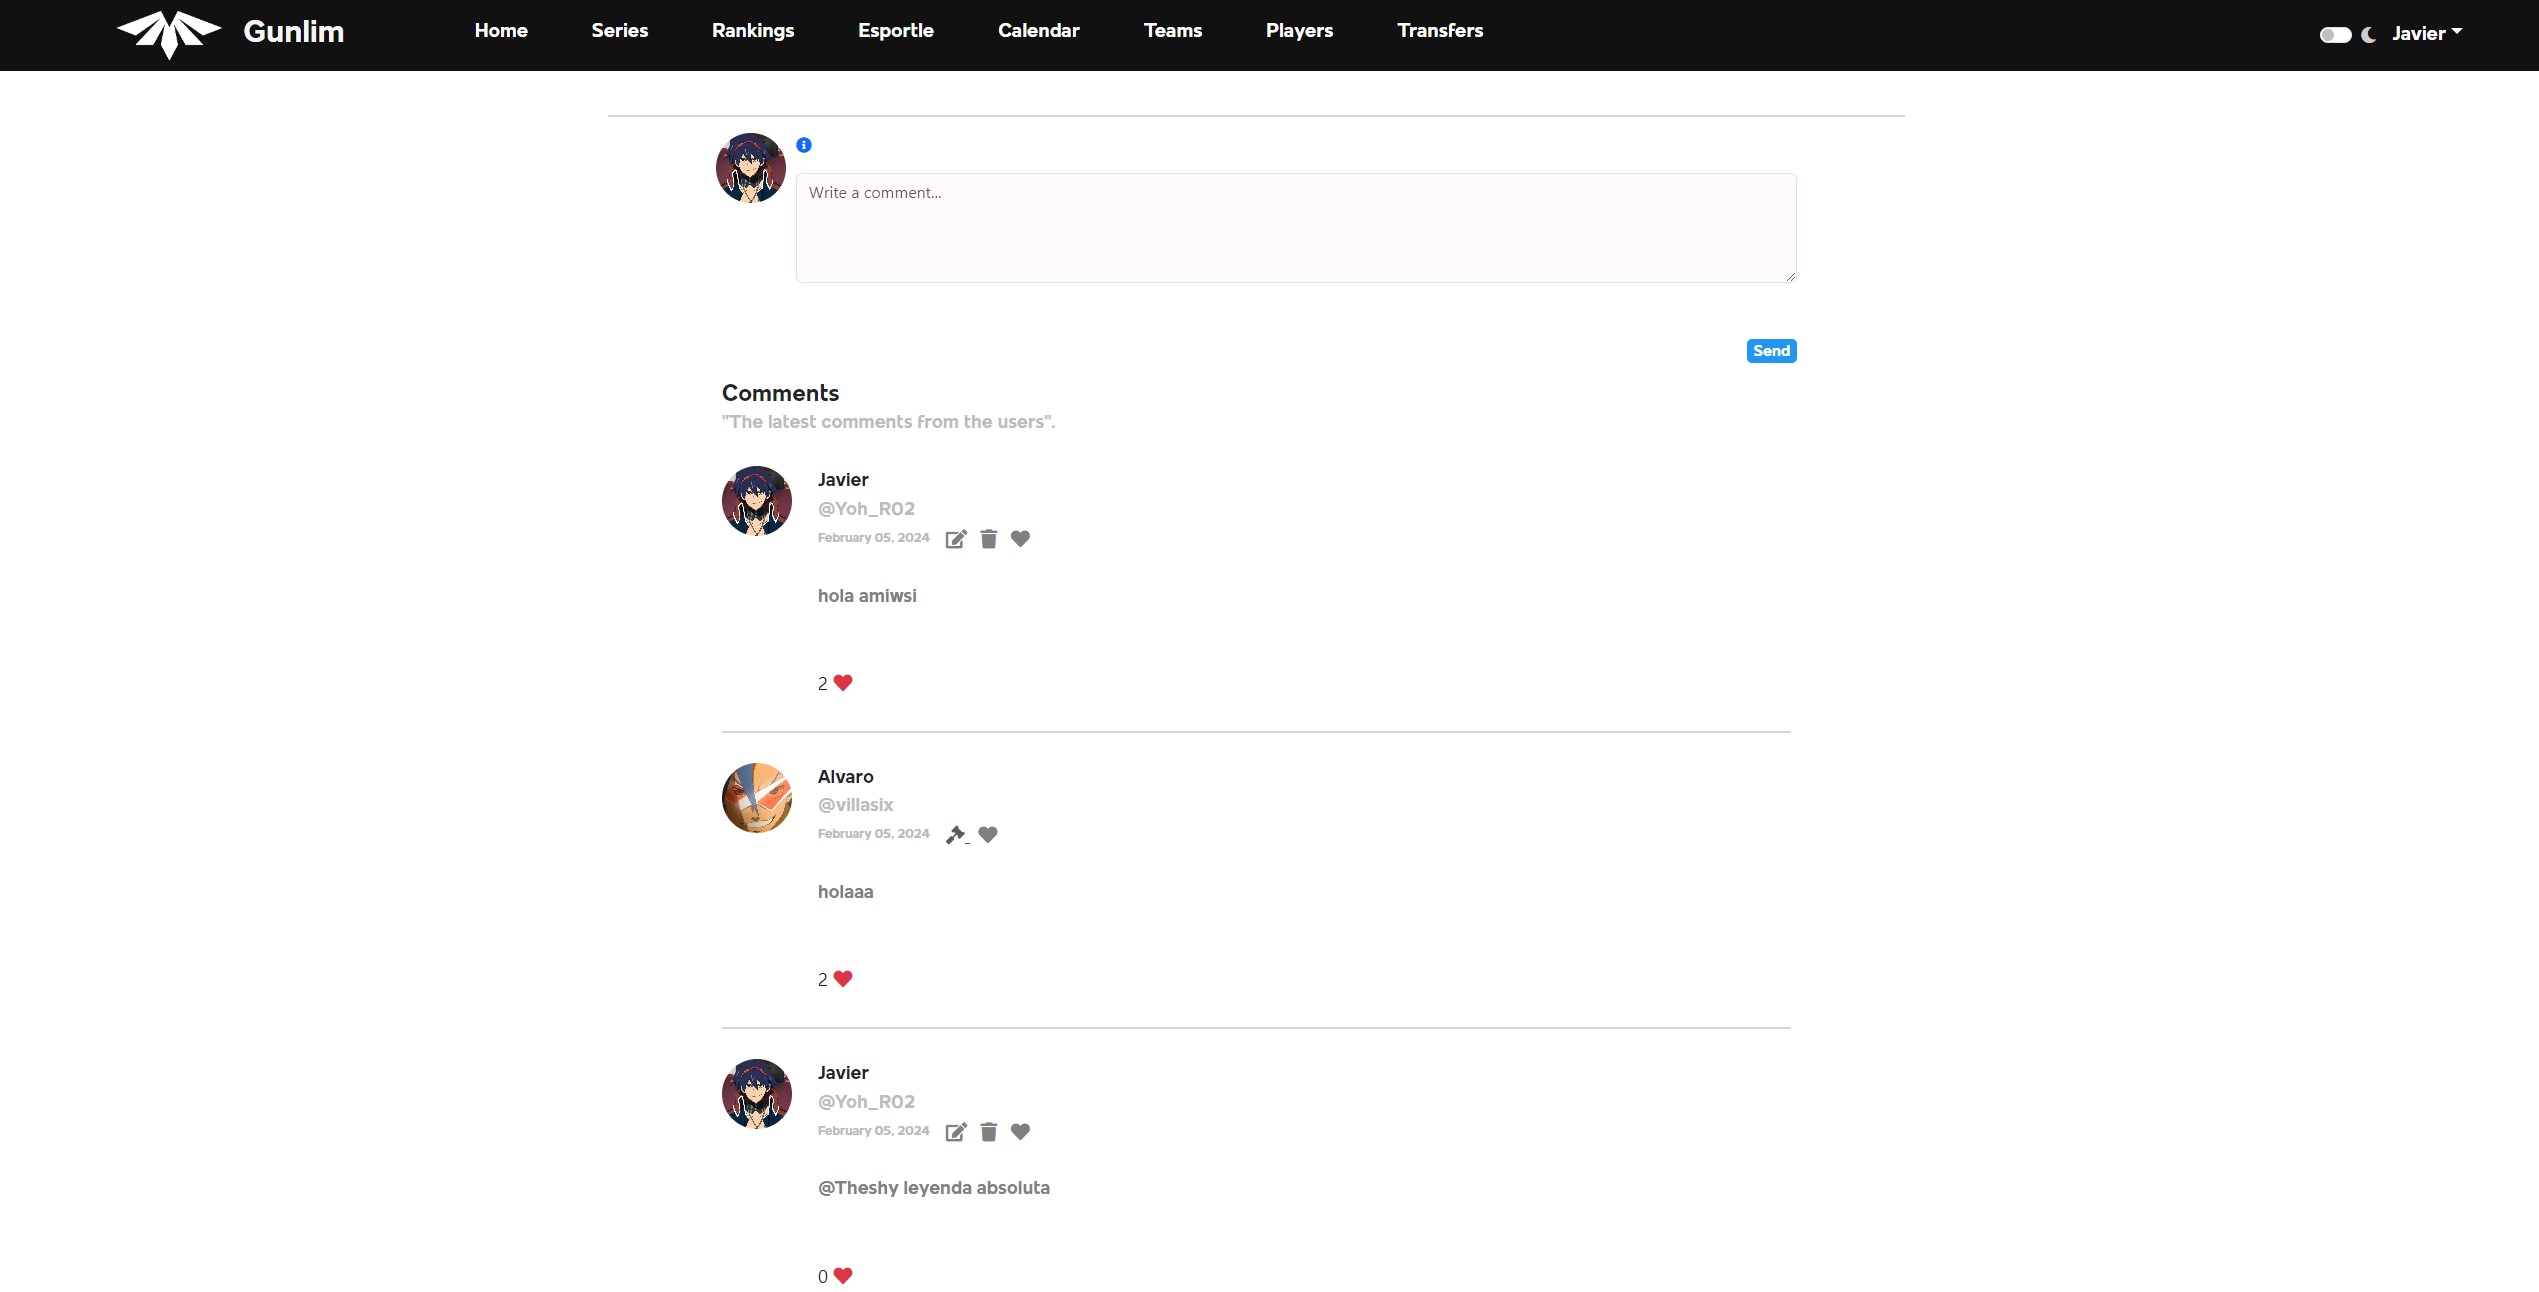 Gunlim Home Series Rankings Esportle Calendar Teams Players Transfers Javier
Write a comment...
Send
Comments
"The latest comments from the users".
Javier
@Yoh_R02
February 05, 2024
hola amiwsi
2
Alvaro
@villasix
February 05, 2024
holaaa
2
Javier
@Yoh_R02
February 05, 2024
@Theshy leyenda absoluta
0